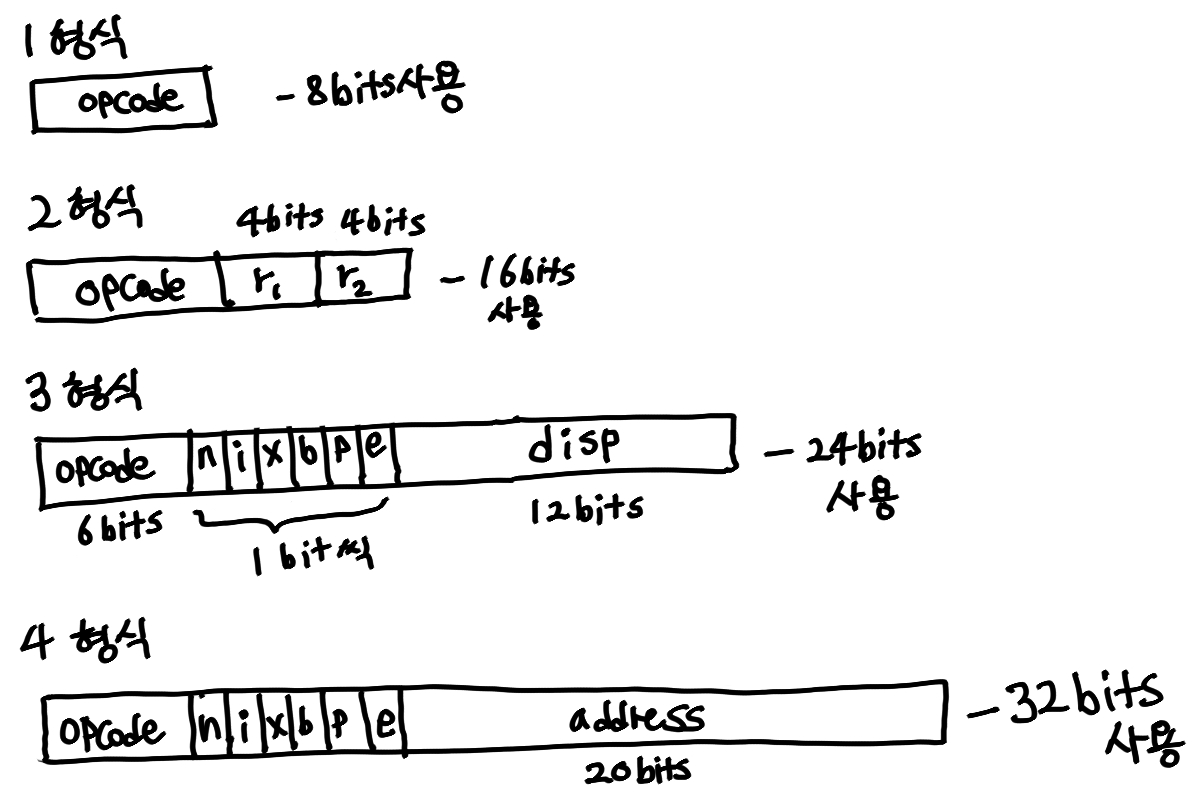 1 형식
opcode - 8bits사용
2 형식
4bits 4bits
opcode r₁ r₂ - 16bits
사용
3 형식
opcode n i x b p e disp - 24bits
사용
6bits 12bits
1 bit씩
4 형식
opcode n i x b p e address - 32bits
사용
20bits